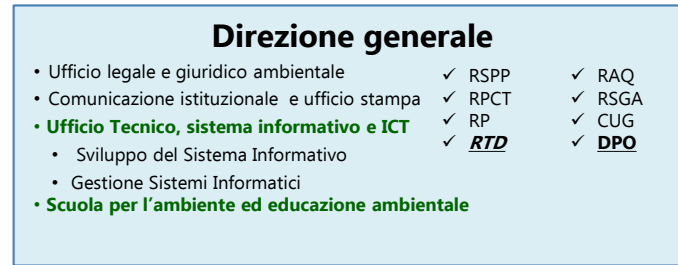 Direzione generale
• Ufficio legale e giuridico ambientale
• Comunicazione istituzionale e ufficio stampa
• Ufficio Tecnico, sistema informativo e ICT
• Sviluppo del Sistema Informativo
• Gestione Sistemi Informatici
• Scuola per l'ambiente ed educazione ambientale
✓ RSPP
✓ RPCT
✓ RP
✓ RTD
✓ RAQ
✓ RSGA
✓ CUG
✓ DPO